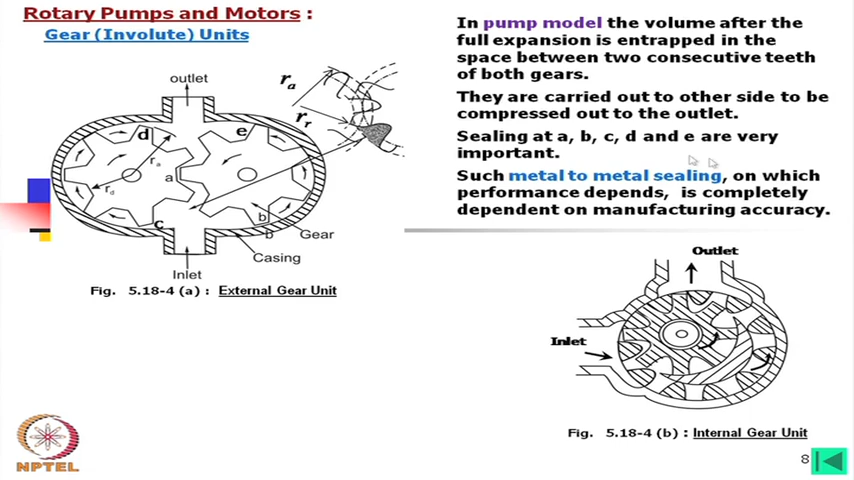 Rotary Pumps and Motors :
Gear (Involute) Units
outlet
r_a
r_r
d
e
r_a
a
r_d
c
b
b
Gear
Casing
Inlet
Fig. 5.18-4 (a) : External Gear Unit
In pump model the volume after the
full expansion is entrapped in the
space between two consecutive teeth
of both gears.
They are carried out to other side to be
compressed out to the outlet.
Sealing at a, b, c, d and e are very
important.
Such metal to metal sealing, on which
performance depends, is completely
dependent on manufacturing accuracy.
Outlet
Inlet
Fig. 5.18-4 (b) : Internal Gear Unit
NPTEL
8